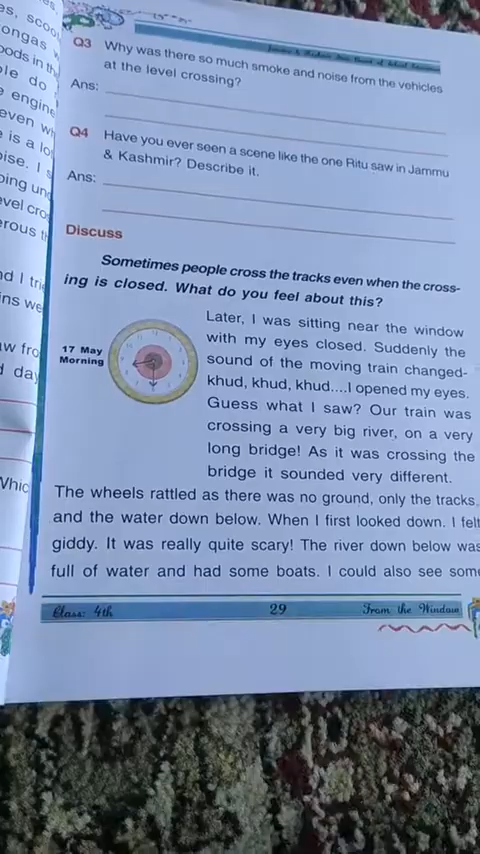 Q3 Why was there so much smoke and noise from the vehicles
at the level crossing?
Ans:
Q4 Have you ever seen a scene like the one Ritu saw in Jammu
& Kashmir? Describe it.
Ans:
Discuss
Sometimes people cross the tracks even when the cross-
ing is closed. What do you feel about this?
17 May
Morning
Later, I was sitting near the window
with my eyes closed. Suddenly the
sound of the moving train changed-
khud, khud, khud....I opened my eyes.
Guess what I saw? Our train was
crossing a very big river, on a very
long bridge! As it was crossing the
bridge it sounded very different.
The wheels rattled as there was no ground, only the tracks,
and the water down below. When I first looked down. I felt
giddy. It was really quite scary! The river down below was
full of water and had some boats. I could also see some
Class: 4th 29 From the Window